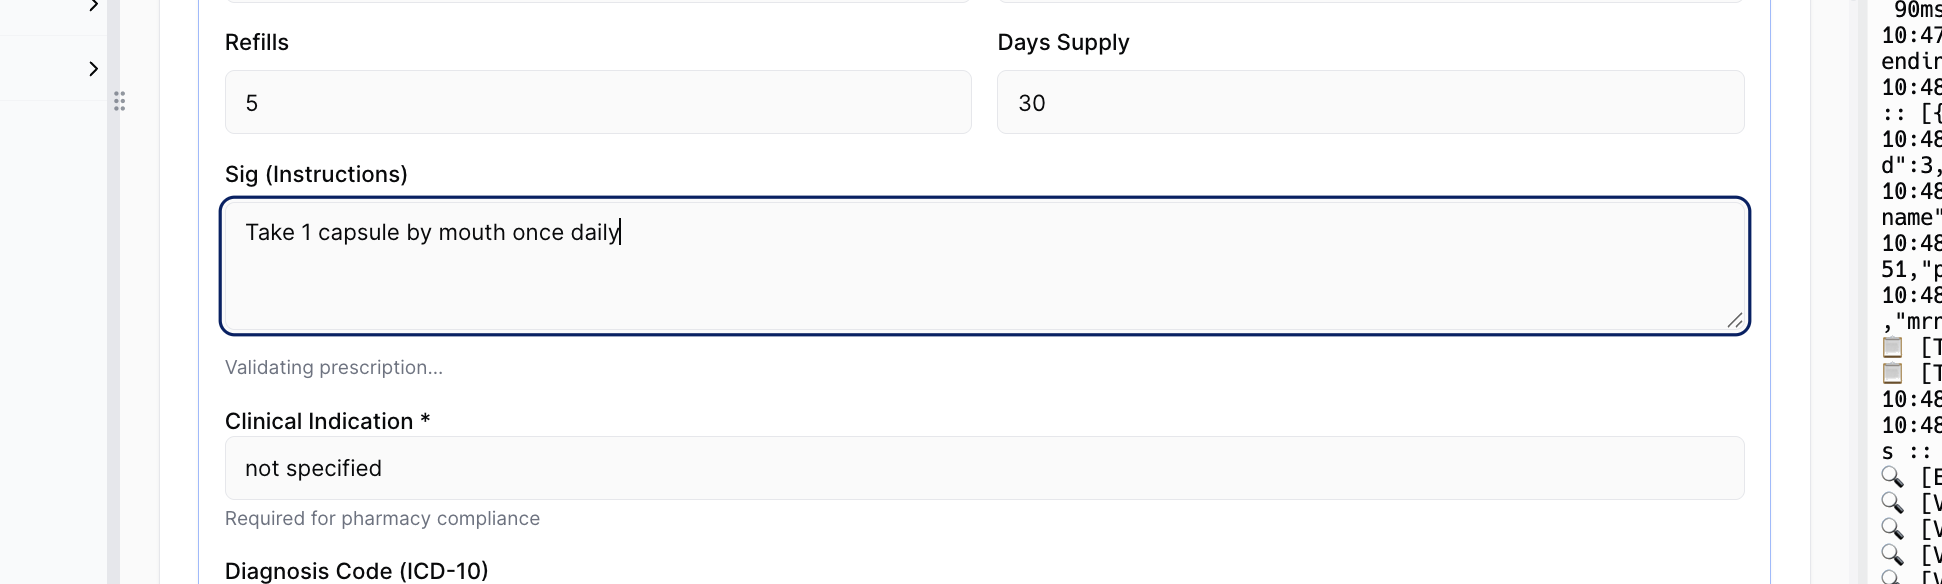 Refills
Days Supply
5
30
Sig (Instructions)
Take 1 capsule by mouth once daily
Validating prescription...
Clinical Indication *
not specified
Required for pharmacy compliance
Diagnosis Code (ICD-10)
90ms
10:47
endin
10:48
:: [{
10:48
d":3,
10:48
name"
10:48
51,"p
10:48
,"mrn
📋 [T
📋 [T
10:48
10:48
s ::
🔍 [E
🔍 [V
🔍 [V
🔍 [V